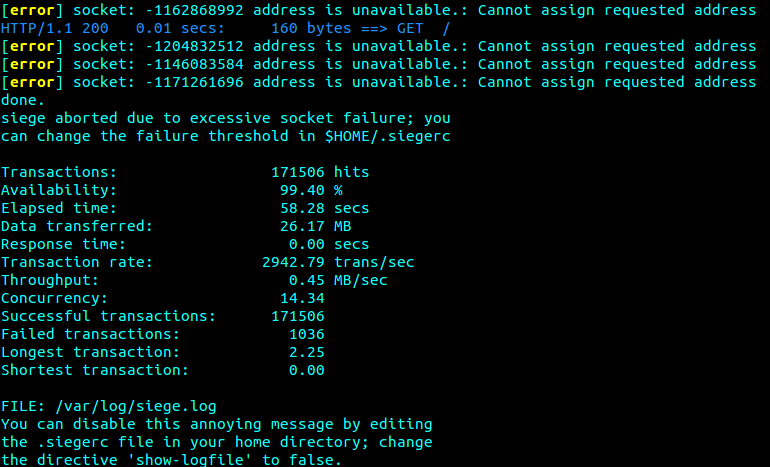 [error] socket: -1162868992 address is unavailable.: Cannot assign requested address
HTTP/1.1 200   0.01 secs:     160 bytes ==> GET  /
[error] socket: -1204832512 address is unavailable.: Cannot assign requested address
[error] socket: -1146083584 address is unavailable.: Cannot assign requested address
[error] socket: -1171261696 address is unavailable.: Cannot assign requested address
done.
siege aborted due to excessive socket failure; you
can change the failure threshold in $HOME/.siegerc
Transactions:                 171506 hits
Availability:                  99.40 %
Elapsed time:                  58.28 secs
Data transferred:              26.17 MB
Response time:                  0.00 secs
Transaction rate:            2942.79 trans/sec
Throughput:                     0.45 MB/sec
Concurrency:                   14.34
Successful transactions:      171506
Failed transactions:            1036
Longest transaction:            2.25
Shortest transaction:           0.00
FILE: /var/log/siege.log
You can disable this annoying message by editing
the .siegerc file in your home directory; change
the directive 'show-logfile' to false.